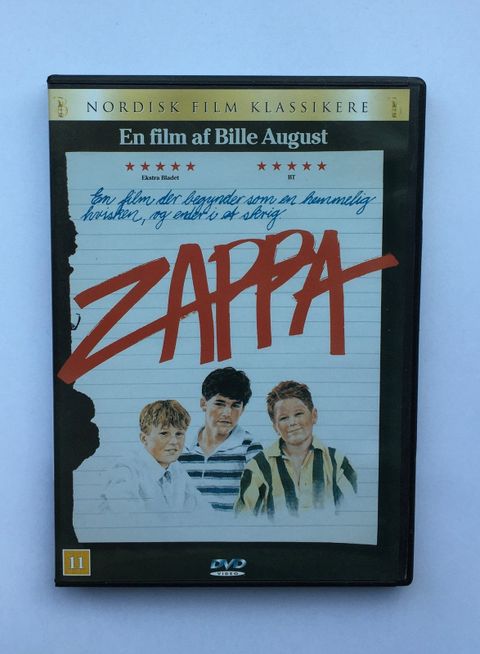 NORDISK FILM KLASSIKERE
En film af Bille August
Ekstra Bladet
BT
En film der begynder som en hemmelig
hvisken, og ender i et skrig
ZAPPA
11
DVD
VIDEO